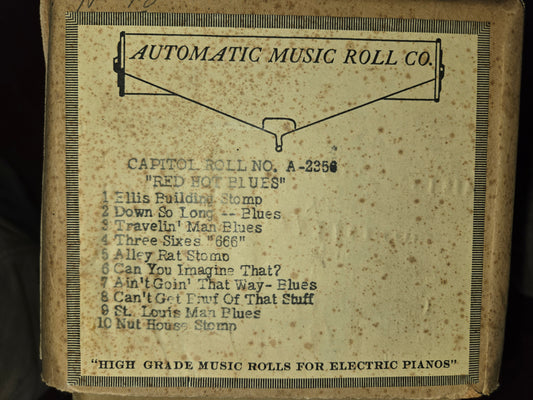 AUTOMATIC MUSIC ROLL CO.
CAPITOL ROLL NO. A-2356
"RED HOT BLUES"
1 Ellis Building Stomp
2 Down So Long -- Blues
3 Travelin' Man Blues
4 Three Sixes "666"
5 Alley Rat Stomp
6 Can You Imagine That?
7 Ain't Goin' That Way- Blues
8 Can't Get Enuf Of That Stuff
9 St. Louis Man Blues
10 Nut House Stomp
"HIGH GRADE MUSIC ROLLS FOR ELECTRIC PIANOS"